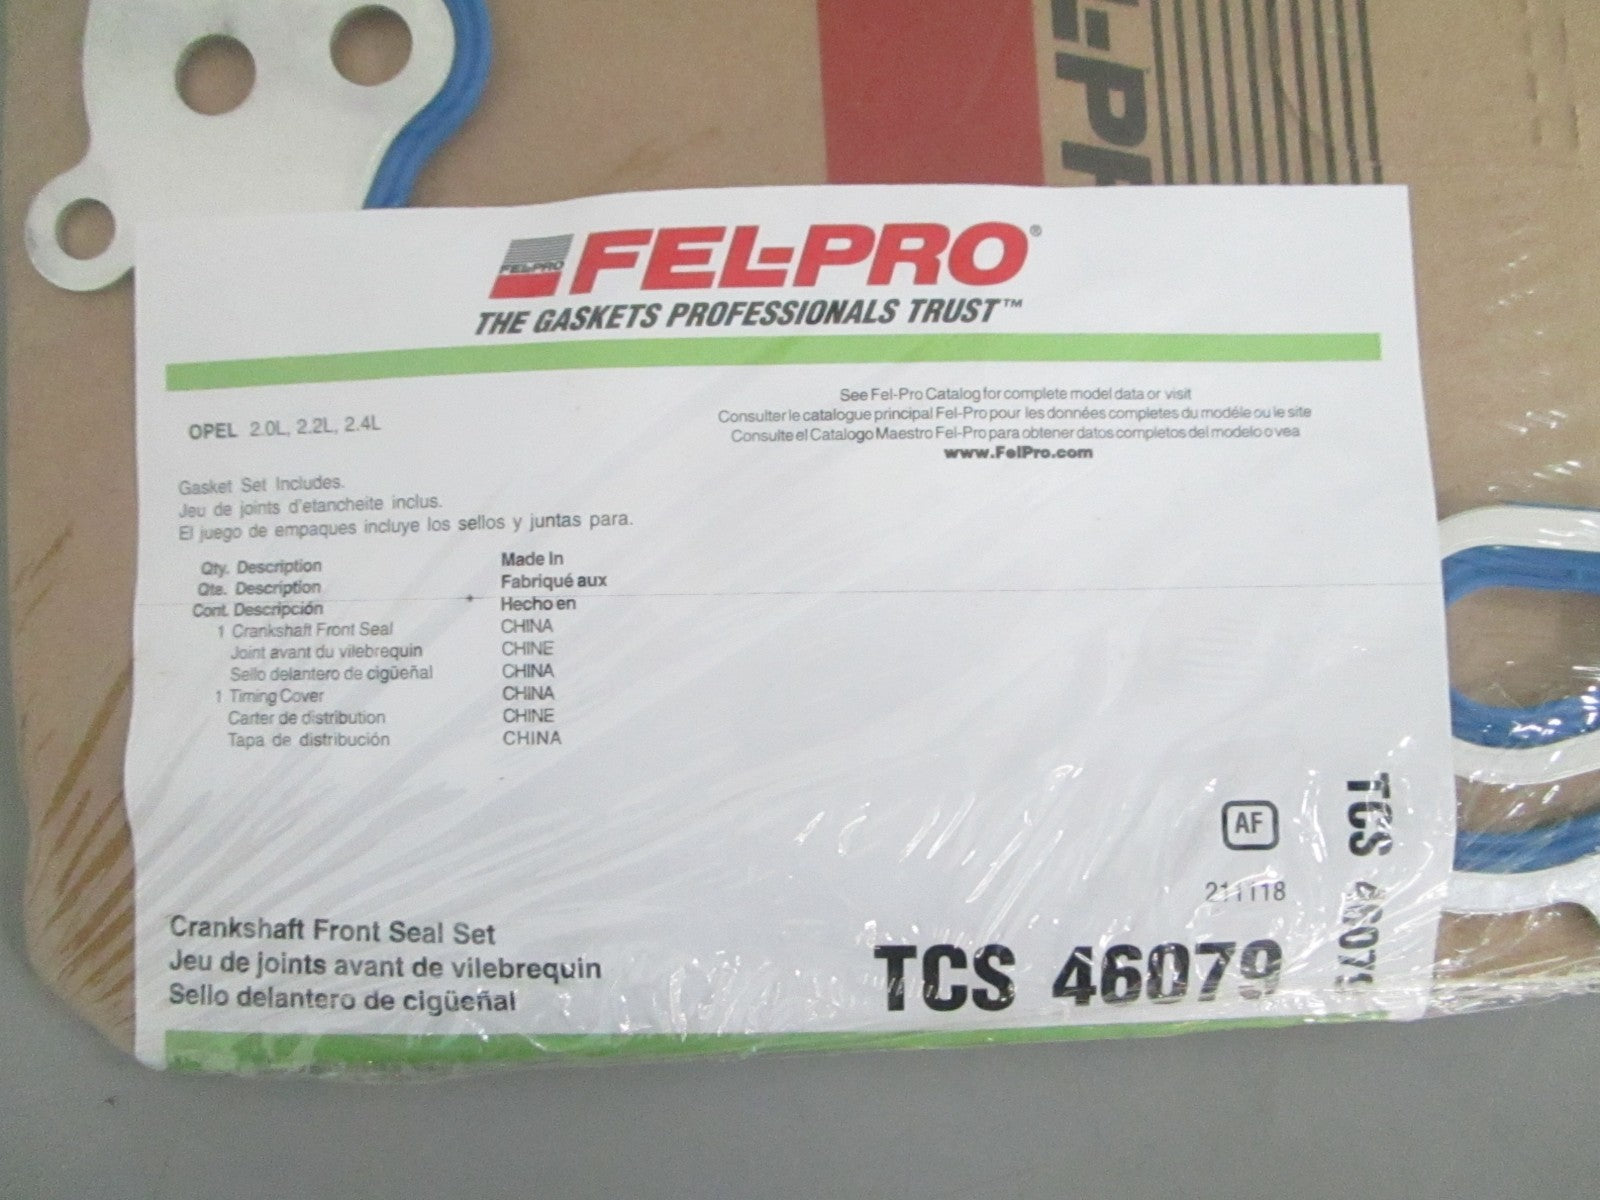 L-PR
FEL-PRO
FEL-PRO®
THE GASKETS PROFESSIONALS TRUST™
OPEL 2.0L, 2.2L, 2.4L
See Fel-Pro Catalog for complete model data or visit
Consulter le catalogue principal Fel-Pro pour les données completes du modéle ou le site
Consulte el Catalogo Maestro Fel-Pro para obtener datos completos del modelo o vea
www.FelPro.com
Gasket Set Includes.
Jeu de joints d'etancheite inclus.
El juego de empaques incluye los sellos y juntas para.
Qty. Description Made In
Qte. Description Fabriqué aux
Cont. Descripción Hecho en
1 Crankshaft Front Seal CHINA
Joint avant du vilebrequin CHINE
Sello delantero de cigüeñal CHINA
1 Timing Cover CHINA
Carter de distribution CHINE
Tapa de distribución CHINA
AF
211118
Crankshaft Front Seal Set
Jeu de joints avant de vilebrequin
Sello delantero de cigüeñal
TCS 46079
TCS 46079